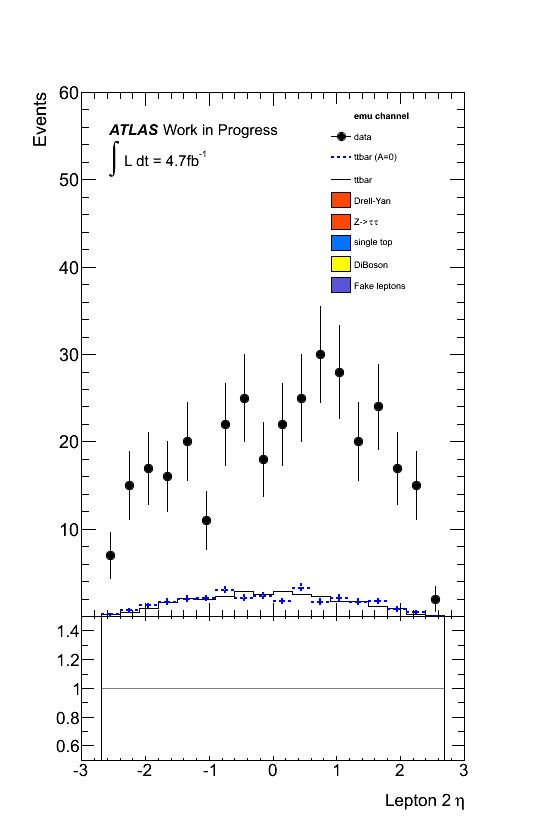 Events
60
50
40
30
20
10
ATLAS Work in Progress
∫ L dt = 4.7fb⁻¹
emu channel
data
ttbar (A=0)
ttbar
Drell-Yan
Z->ττ
single top
DiBoson
Fake leptons
1.4
1.2
1
0.8
0.6
-3 -2 -1 0 1 2 3
Lepton 2 η